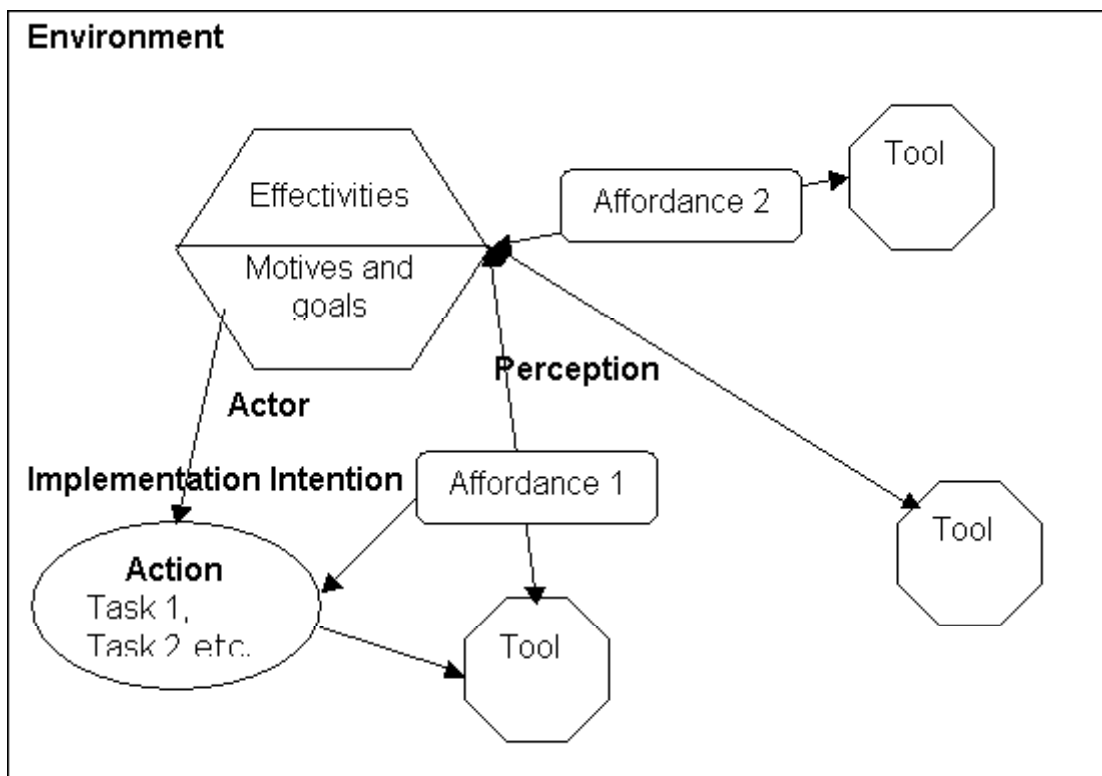 Environment
Tool
Effectivities
Affordance 2
Motives and
goals
Perception
Actor
Implementation Intention
Affordance 1
Tool
Action
Task 1,
Task 2 etc.
Tool